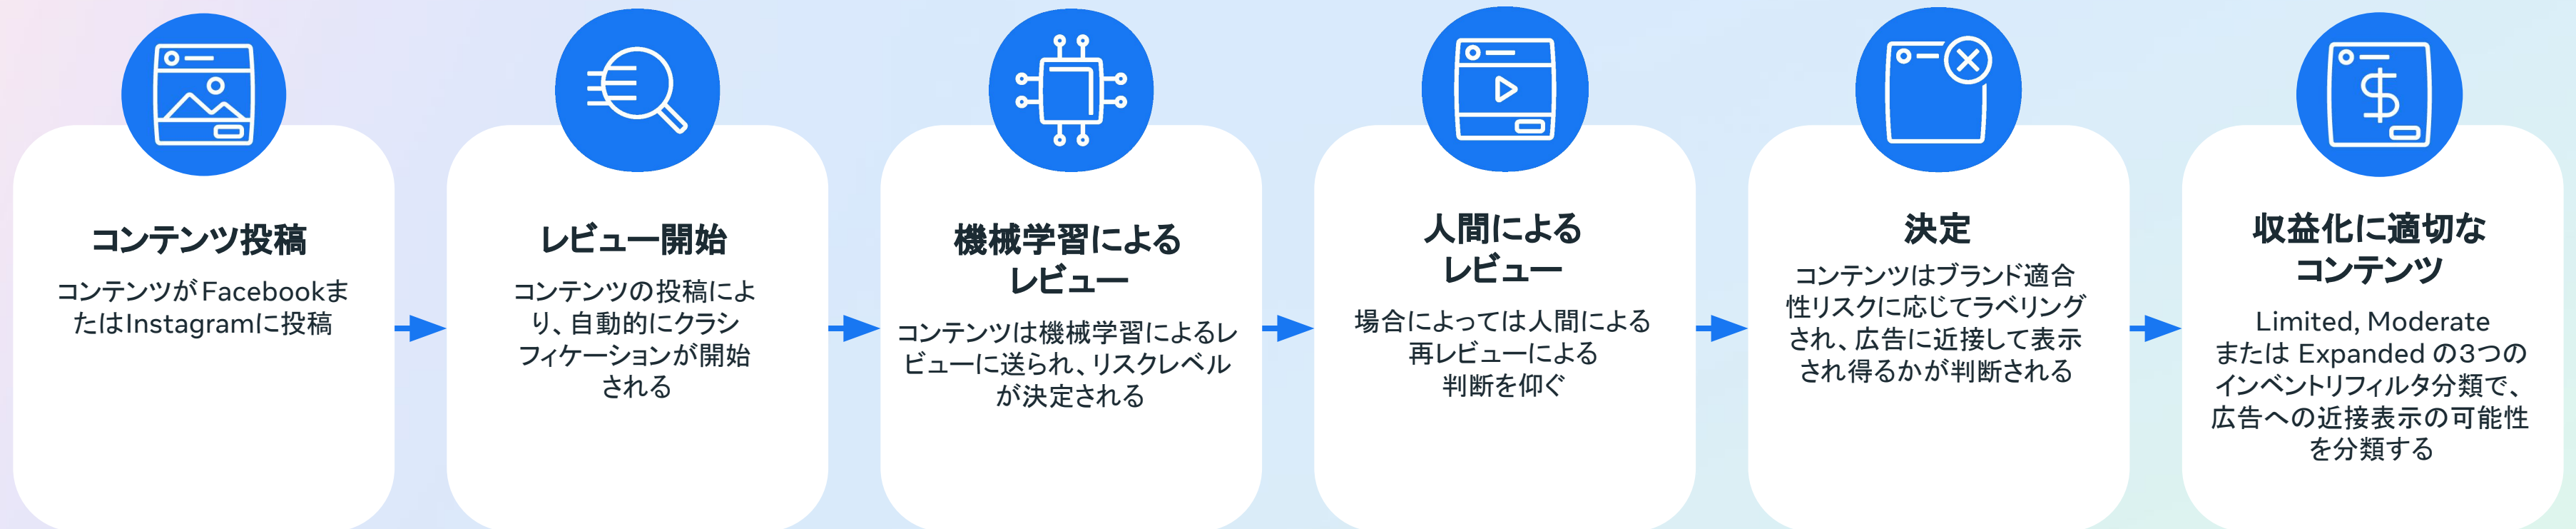 コンテンツ投稿
コンテンツがFacebookま
たはInstagramに投稿
レビュー開始
コンテンツの投稿によ
り、自動的にクラシ
フィケーションが開始
される
機械学習による
レビュー
コンテンツは機械学習によるレ
ビューに送られ、リスクレベル
が決定される
人間による
レビュー
場合によっては人間による
再レビューによる
判断を仰ぐ
決定
コンテンツはブランド適合
性リスクに応じてラベリング
され、広告に近接して表示
され得るかが判断される
収益化に適切な
コンテンツ
Limited, Moderate
または Expanded の3つの
インベントリフィルタ分類で、
広告への近接表示の可能性
を分類する